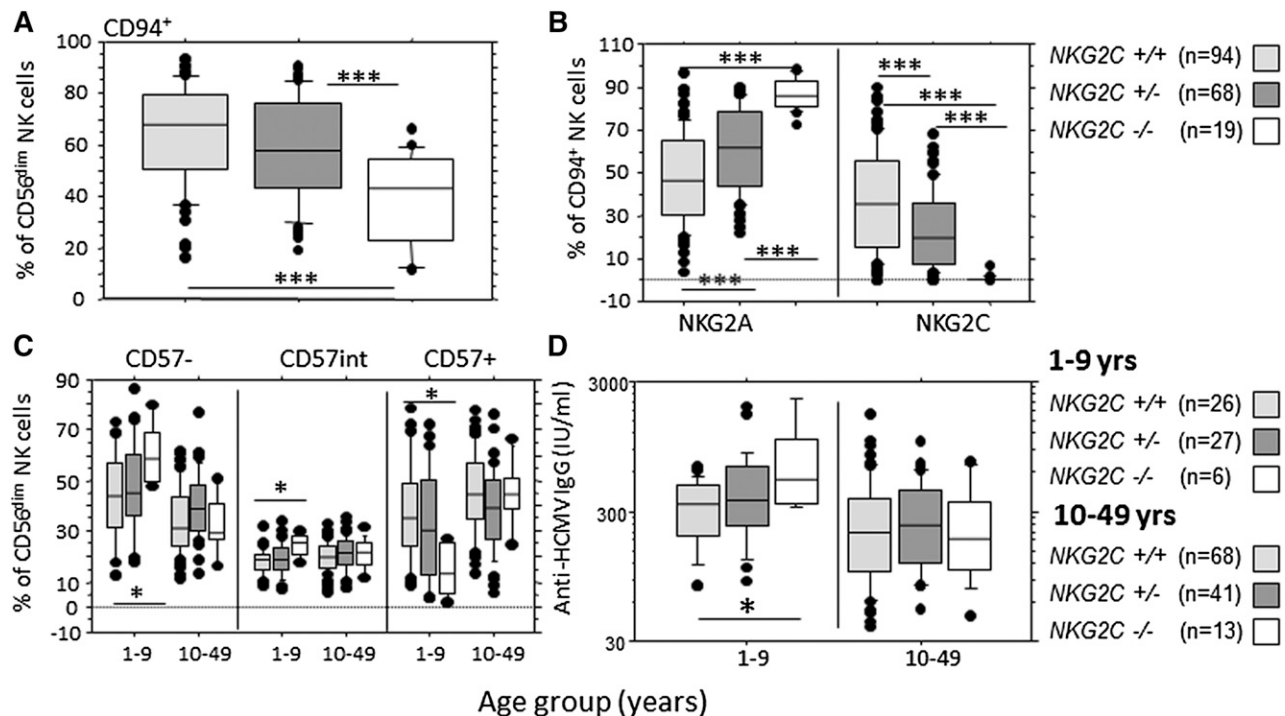 A
CD94+
% of CD56dim NK cells
100
80
60
40
20
0
***
***
B
% of CD94+ NK cells
110
90
70
50
30
10
-10
***
***
***
***
***
***
NKG2A
NKG2C
NKG2C +/+ (n=94)
NKG2C +/- (n=68)
NKG2C -/- (n=19)
C
CD57-
CD57int
CD57+
% of CD56dim NK cells
90
70
50
30
10
0
-10
*
*
*
1-9
10-49
1-9
10-49
1-9
10-49
D
Anti-HCMV IgG (IU/ml)
3000
300
30
*
1-9
10-49
1-9 yrs
NKG2C +/+ (n=26)
NKG2C +/- (n=27)
NKG2C -/- (n=6)
10-49 yrs
NKG2C +/+ (n=68)
NKG2C +/- (n=41)
NKG2C -/- (n=13)
Age group (years)